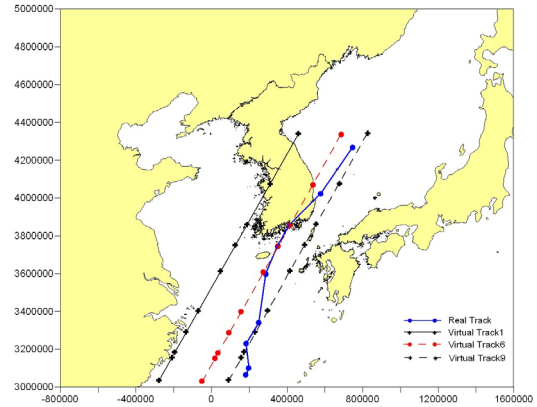 5000000
4800000
4600000
4400000
4200000
4000000
3800000
3600000
3400000
3200000
3000000
-800000 -400000 0 400000 800000 1200000 1600000
Real Track
Virtual Track1
Virtual Track6
Virtual Track9